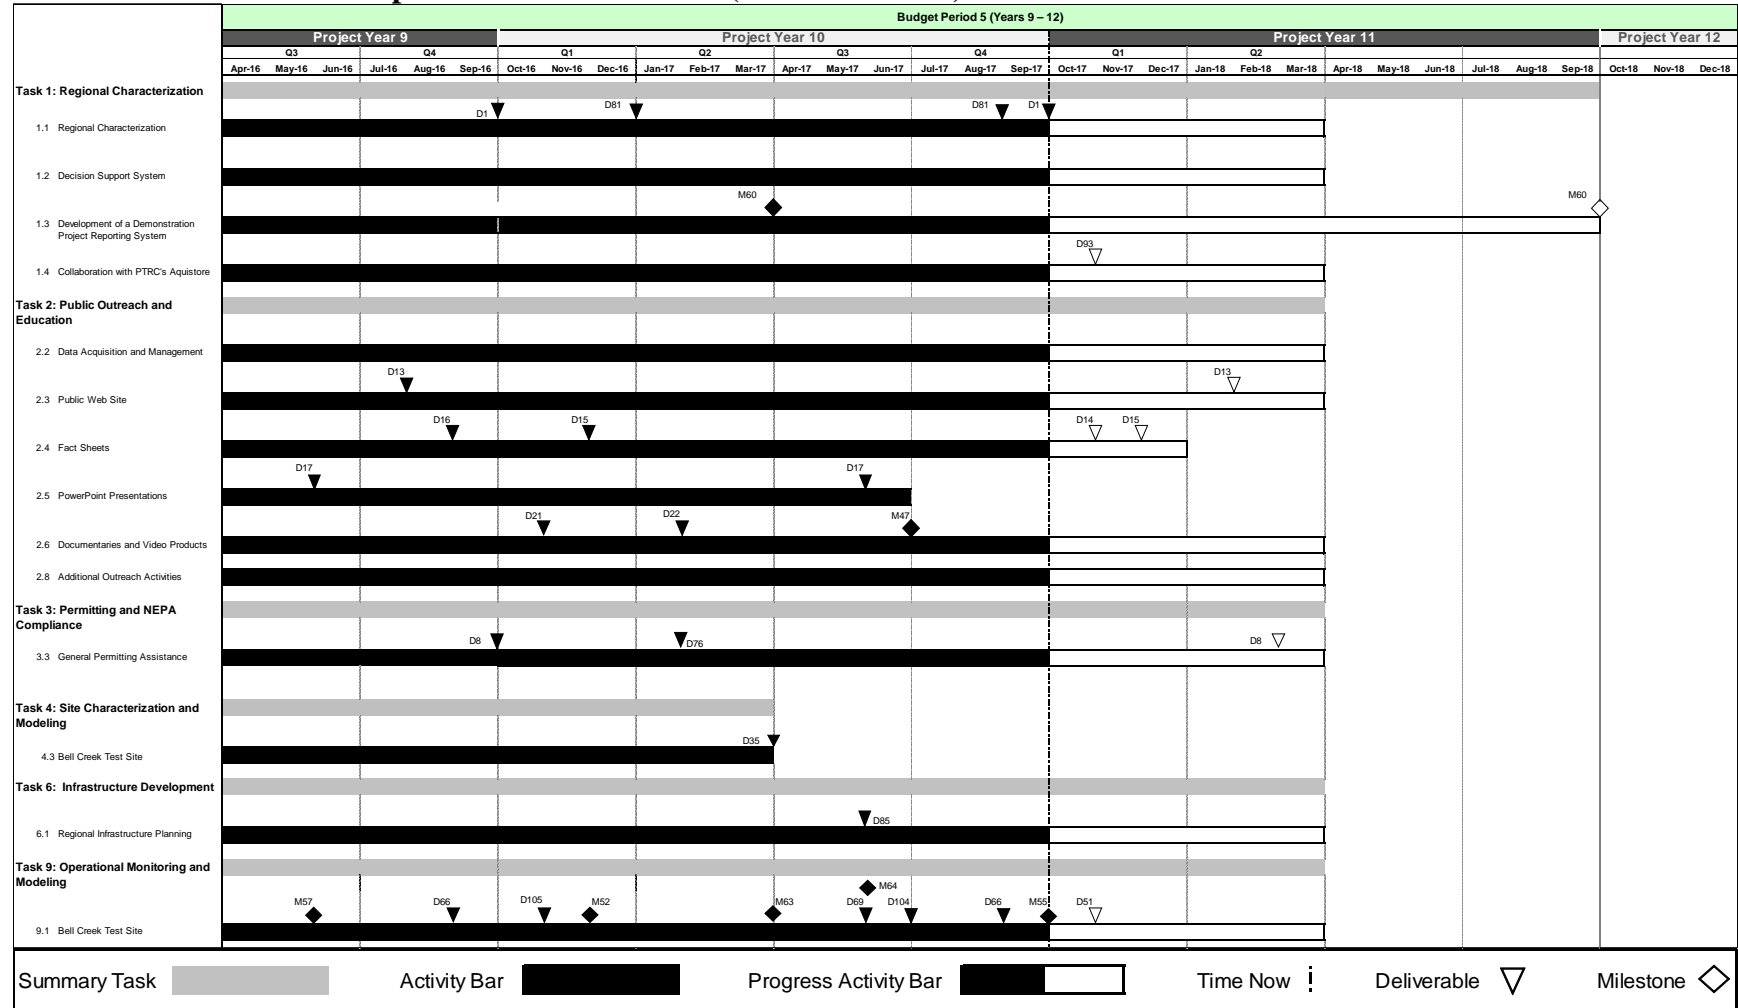 Budget Period 5 (Years 9 – 12)
Project Year 9 Project Year 10 Project Year 11 Project Year 12
Q3 Q4 Q1 Q2 Q3 Q4 Q1 Q2
Apr-16 May-16 Jun-16 Jul-16 Aug-16 Sep-16 Oct-16 Nov-16 Dec-16 Jan-17 Feb-17 Mar-17 Apr-17 May-17 Jun-17 Jul-17 Aug-17 Sep-17 Oct-17 Nov-17 Dec-17 Jan-18 Feb-18 Mar-18 Apr-18 May-18 Jun-18 Jul-18 Aug-18 Sep-18 Oct-18 Nov-18 Dec-18
Task 1: Regional Characterization
D1 D81 D81 D1
1.1 Regional Characterization
1.2 Decision Support System
M60 M60
1.3 Development of a Demonstration
Project Reporting System
D93
1.4 Collaboration with PTRC's Aquistore
Task 2: Public Outreach and
Education
2.2 Data Acquisition and Management
D13 D13
2.3 Public Web Site
D16 D15 D14 D15
2.4 Fact Sheets
D17 D17
2.5 PowerPoint Presentations
D21 D22 M47
2.6 Documentaries and Video Products
2.8 Additional Outreach Activities
Task 3: Permitting and NEPA
Compliance
D8 D76 D8
3.3 General Permitting Assistance
Task 4: Site Characterization and
Modeling
D35
4.3 Bell Creek Test Site
Task 6: Infrastructure Development
D85
6.1 Regional Infrastructure Planning
Task 9: Operational Monitoring and
Modeling
M64
M57 D66 D105 M52 M63 D69 D104 D66 M55 D51
9.1 Bell Creek Test Site
Summary Task Activity Bar Progress Activity Bar Time Now Deliverable Milestone